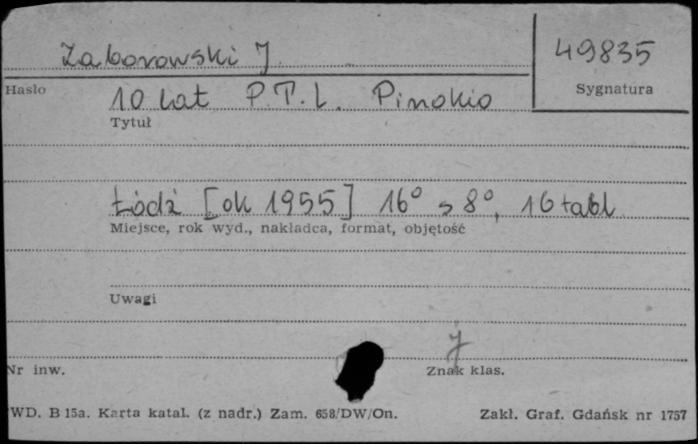 Zaborowski J.
49835
Hasło
Sygnatura
10 lat P.T.L. Pinokio
Tytuł
Łódź [ok 1955] 16° s 8°, 16 tabl.
Miejsce, rok wyd., nakładca, format, objętość
Uwagi
J
Nr inw.
Znak klas.
WD. B 15a. Karta katal. (z nadr.) Zam. 658/DW/On.
Zakł. Graf. Gdańsk nr 1757